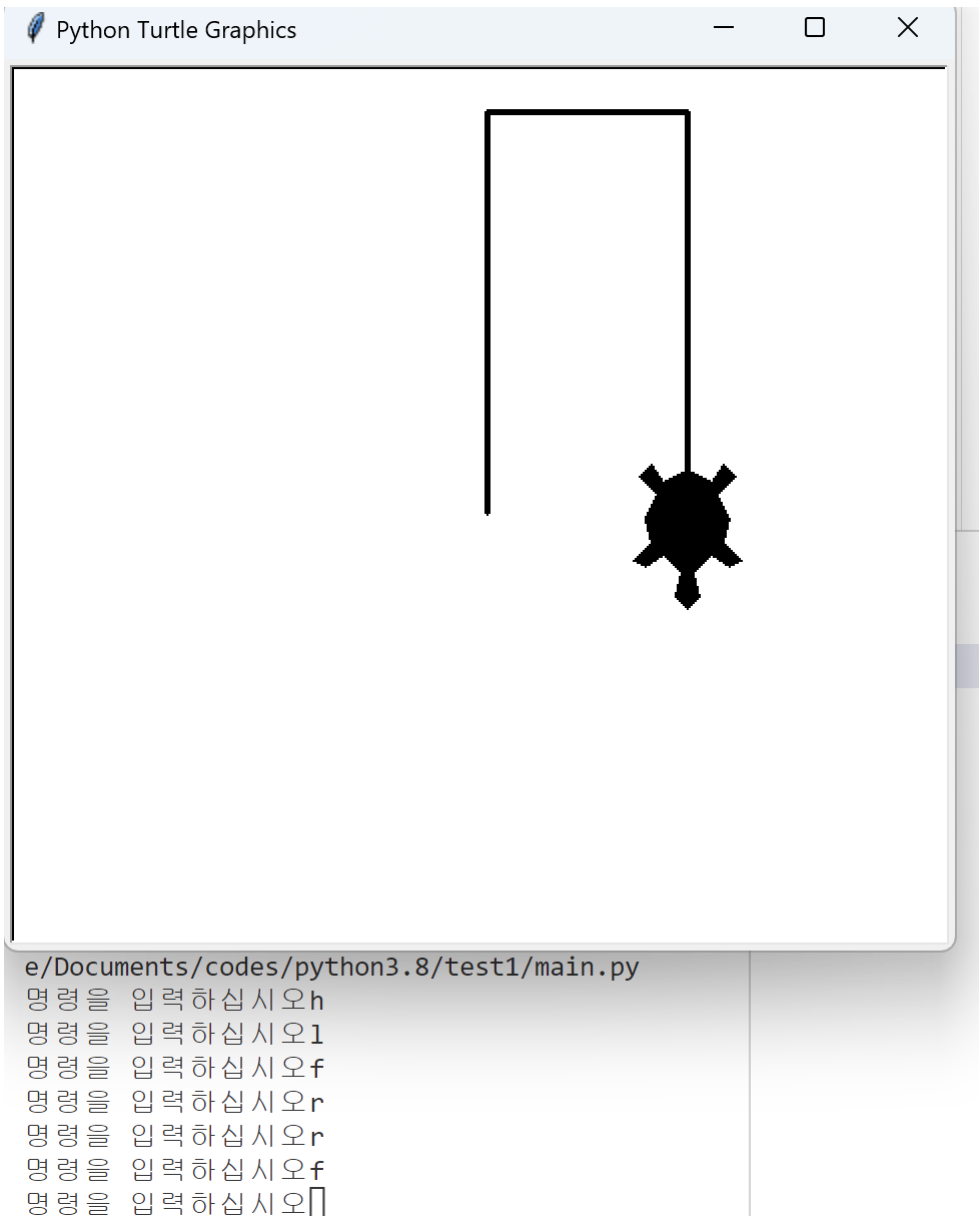 Python Turtle Graphics
e/Documents/codes/python3.8/test1/main.py
명령을 입력하십시오h
명령을 입력하십시오l
명령을 입력하십시오f
명령을 입력하십시오r
명령을 입력하십시오r
명령을 입력하십시오f
명령을 입력하십시오